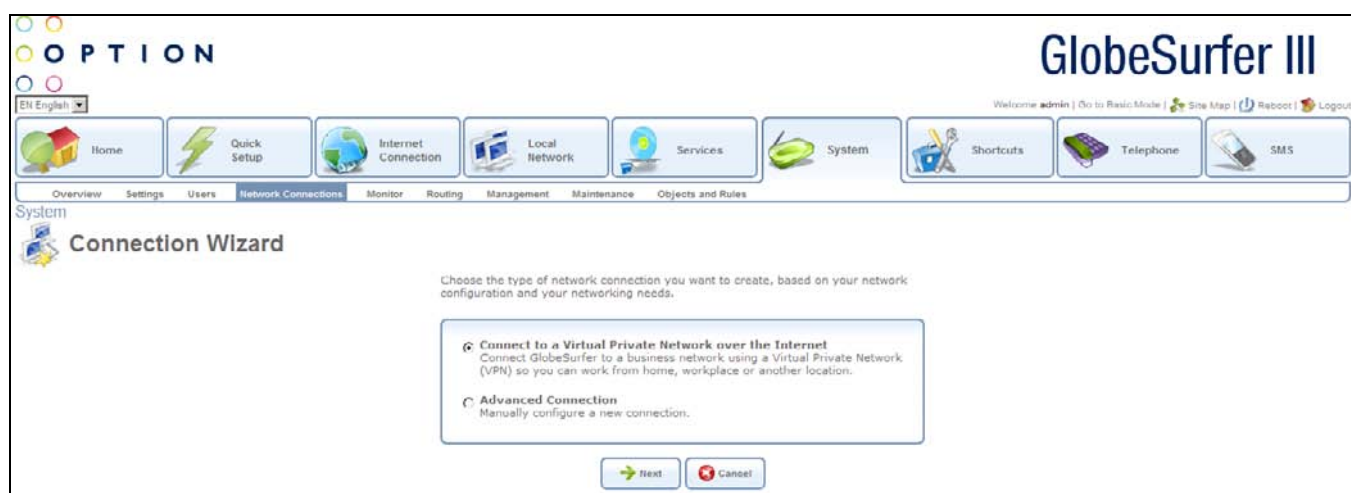 OPTION
GlobeSurfer III
EN English
Welcome admin | Go to Basic Mode | Site Map | Reboot | Logout
Home
Quick Setup
Internet Connection
Local Network
Services
System
Shortcuts
Telephone
SMS
Overview Settings Users Network Connections Monitor Routing Management Maintenance Objects and Rules
System
Connection Wizard
Choose the type of network connection you want to create, based on your network
configuration and your networking needs.
Connect to a Virtual Private Network over the Internet
Connect GlobeSurfer to a business network using a Virtual Private Network
(VPN) so you can work from home, workplace or another location.
Advanced Connection
Manually configure a new connection.
Next
Cancel